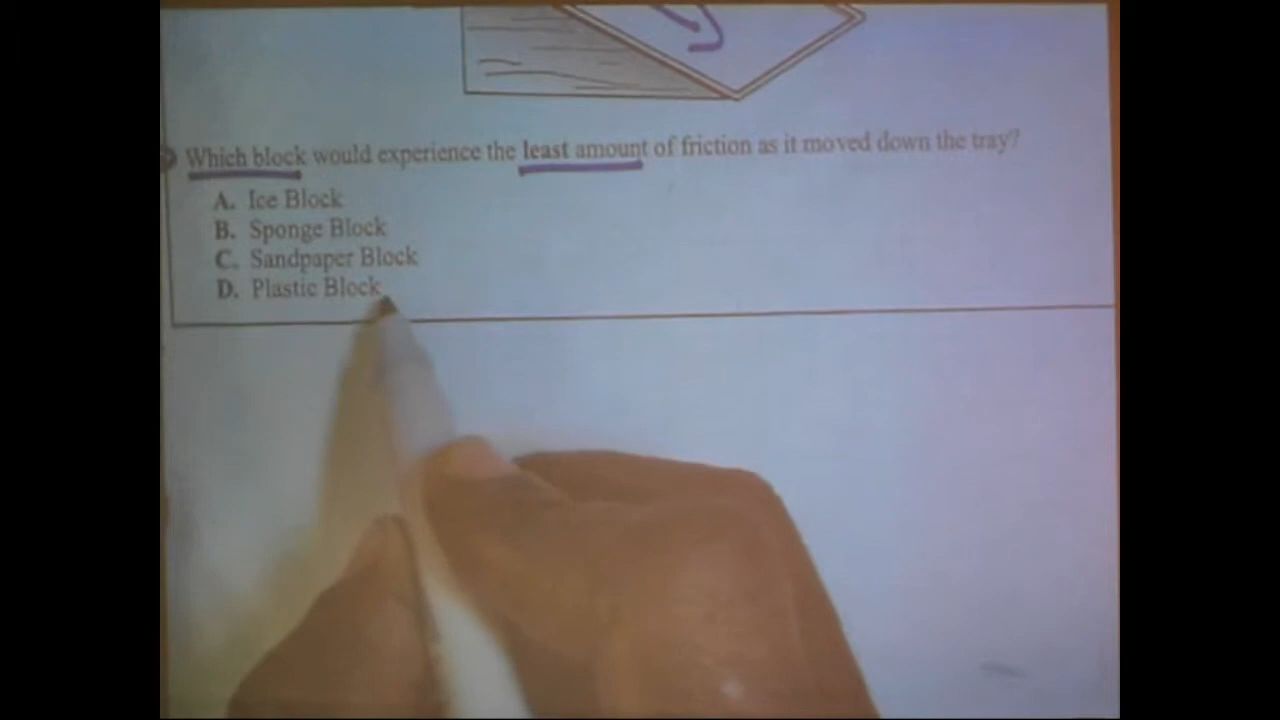 Which block would experience the least amount of friction as it moved down the tray?
A. Ice Block
B. Sponge Block
C. Sandpaper Block
D. Plastic Block